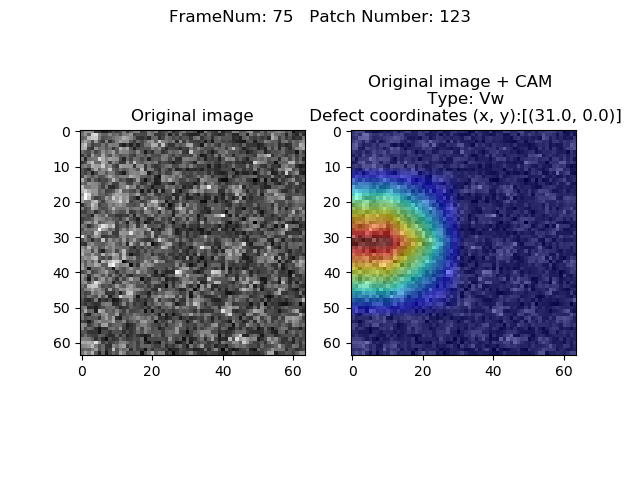 FrameNum: 75   Patch Number: 123
Original image
0
10
20
30
40
50
60
0 20 40 60
Original image + CAM
Type: Vw
Defect coordinates (x, y):[(31.0, 0.0)]
0
10
20
30
40
50
60
0 20 40 60